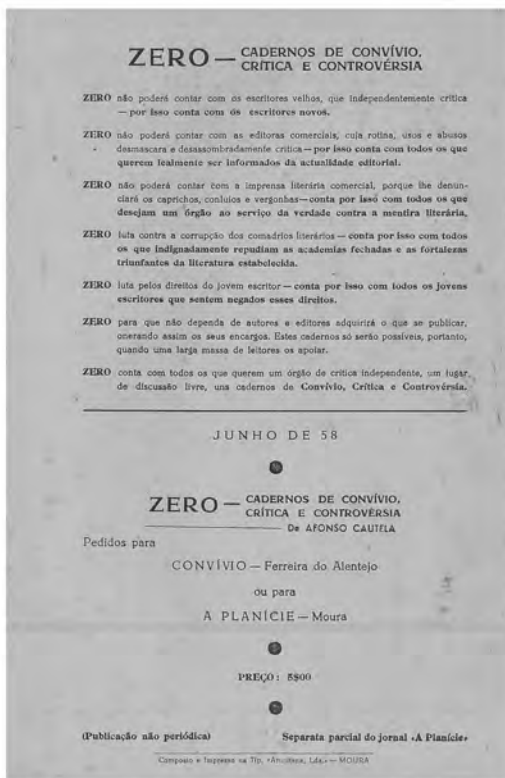 ZERO — CADERNOS DE CONVÍVIO,
CRÍTICA E CONTROVÉRSIA
ZERO não poderá contar com os escritores velhos, que independentemente critica
— por isso conta com os escritores novos.
ZERO não poderá contar com as editoras comerciais, cuja rotina, usos e abusos
desmascara e desassombradamente critica — por isso conta com todos os que
querem lealmente ser informados da actualidade editorial.
ZERO não poderá contar com a imprensa literária comercial, porque lhe denun-
ciará os caprichos, conluios e vergonhas — conta por isso com todos os que
desejam um órgão ao serviço da verdade contra a mentira literária.
ZERO luta contra a corrupção dos comadrios literários — conta por isso com todos
os que indignadamente repudiam as academias fechadas e as fortalezas
triunfantes da literatura estabelecida.
ZERO luta pelos direitos do jovem escritor — conta por isso com todos os jovens
escritores que sentem negados esses direitos.
ZERO para que não dependa de autores e editores adquirirá o que se publicar,
onerando assim os seus encargos. Estes cadernos só serão possíveis, portanto,
quando uma larga massa de leitores os apoiar.
ZERO conta com todos os que querem um órgão de crítica independente, um lugar
de discussão livre, uns cadernos de Convívio, Crítica e Controvérsia.
JUNHO DE 58
ZERO — CADERNOS DE CONVÍVIO,
CRÍTICA E CONTROVÉRSIA
De AFONSO CAUTELA
Pedidos para
CONVÍVIO — Ferreira do Alentejo
ou para
A PLANÍCIE — Moura
PREÇO: 5$00
(Publicação não periódica) Separata parcial do jornal «A Planície»
Composto e Impresso na Tip. Lda.» — MOURA